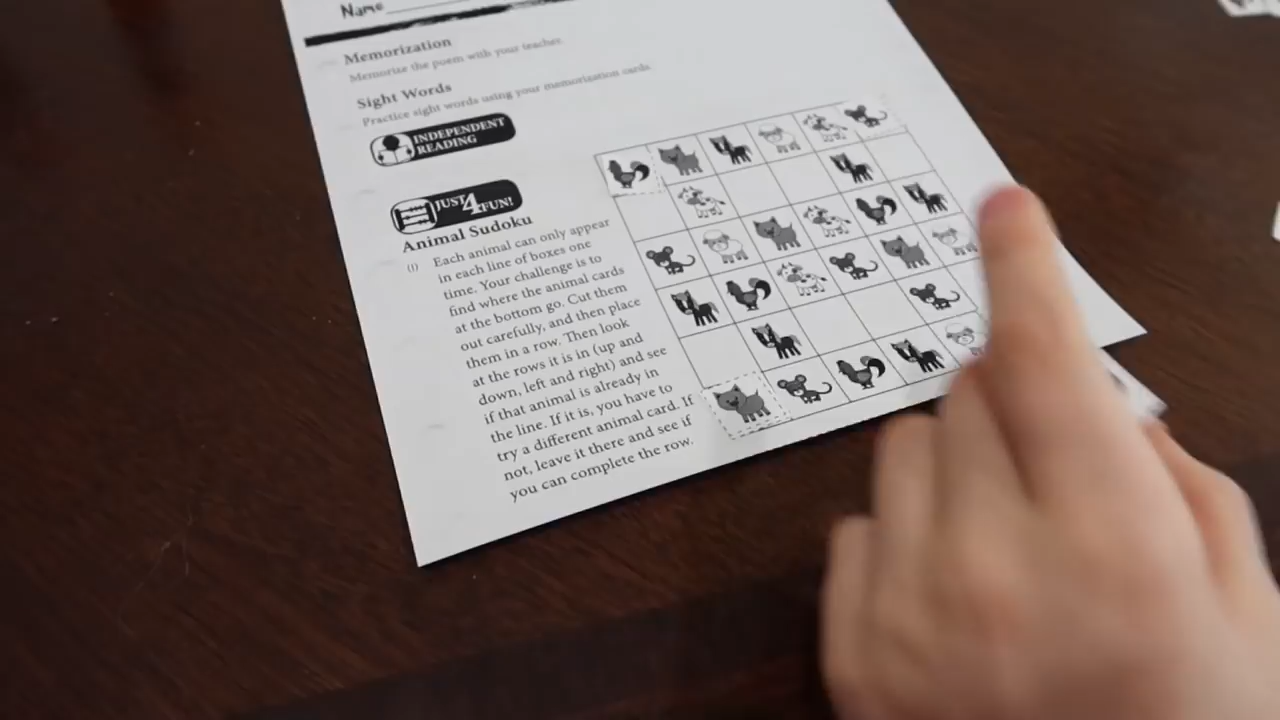 Name
Memorization
Memorize the poem with your teacher.
Sight Words
Practice sight words using your memorization cards.
INDEPENDENT
READING
JUST 4 FUN!
Animal Sudoku
(1) Each animal can only appear
in each line of boxes one
time. Your challenge is to
find where the animal cards
at the bottom go. Cut them
out carefully, and then place
them in a row. Then look
at the rows it is in (up and
down, left and right) and see
if that animal is already in
the line. If it is, you have to
try a different animal card. If
not, leave it there and see if
you can complete the row.